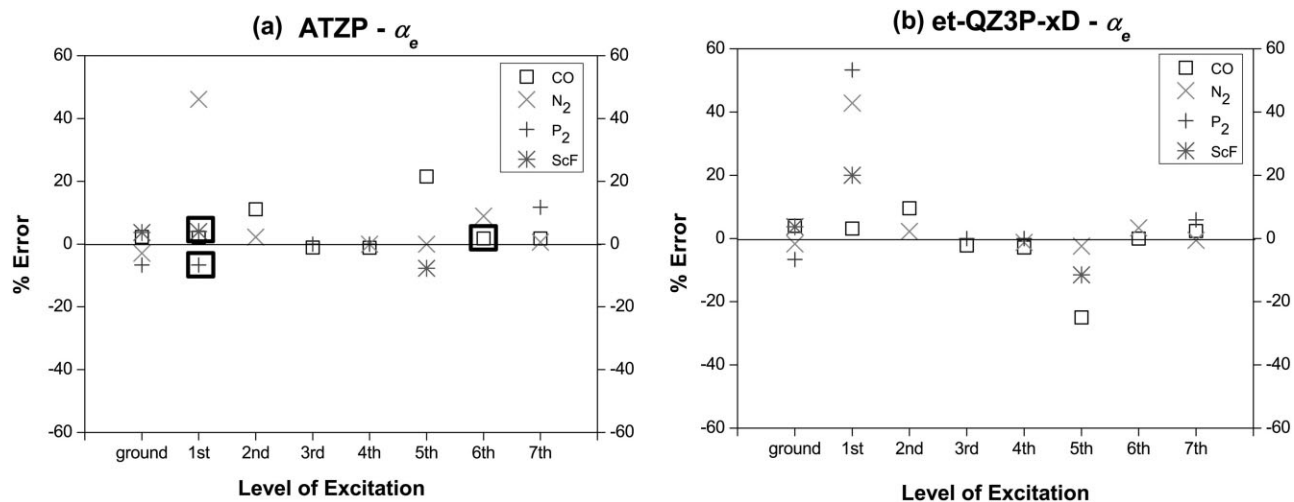 (a) ATZP - αe
60
40
20
0
-20
-40
-60
60
40
20
0
-20
-40
-60
% Error
CO
N2
P2
ScF
ground 1st 2nd 3rd 4th 5th 6th 7th
Level of Excitation
(b) et-QZ3P-xD - αe
60
40
20
0
-20
-40
-60
60
40
20
0
-20
-40
-60
% Error
CO
N2
P2
ScF
ground 1st 2nd 3rd 4th 5th 6th 7th
Level of Excitation